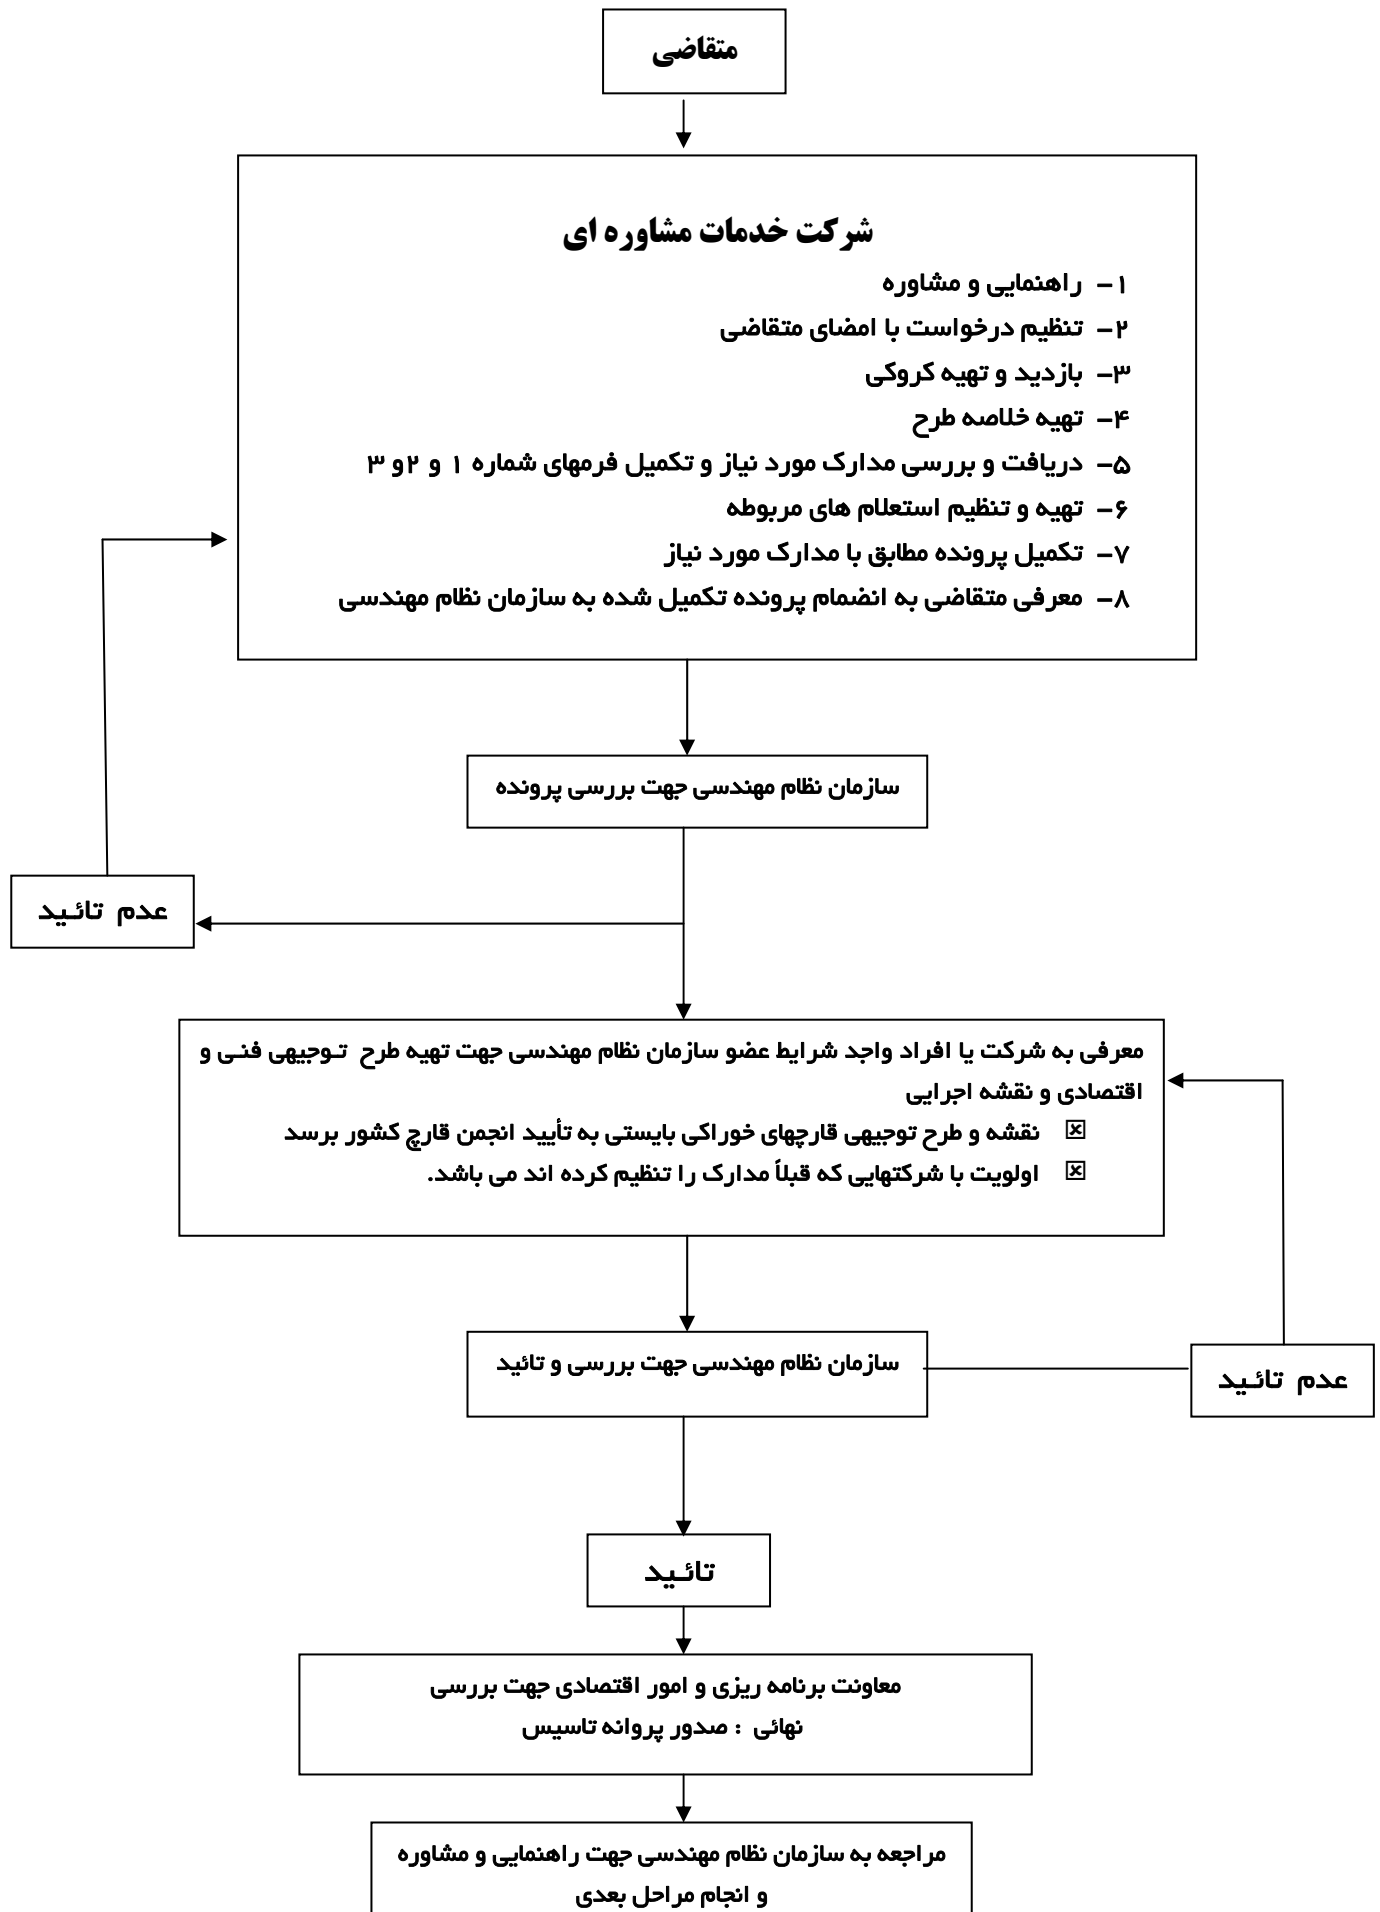 متقاضی
شرکت خدمات مشاوره ای
۱- راهنمایی و مشاوره
۲- تنظیم درخواست با امضای متقاضی
۳- بازدید و تهیه کروکی
۴- تهیه خلاصه طرح
۵- دریافت و بررسی مدارک مورد نیاز و تکمیل فرمهای شماره ۱ و ۲و ۳
۶- تهیه و تنظیم استعلام های مربوطه
۷- تکمیل پرونده مطابق با مدارک مورد نیاز
۸- معرفی متقاضی به انضمام پرونده تکمیل شده به سازمان نظام مهندسی
سازمان نظام مهندسی جهت بررسی پرونده
عدم تائید
معرفی به شرکت یا افراد واجد شرایط عضو سازمان نظام مهندسی جهت تهیه طرح توجیهی فنی و
اقتصادی و نقشه اجرایی
نقشه و طرح توجیهی قارچهای خوراکی بایستی به تأیید انجمن قارچ کشور برسد
اولویت با شرکتهایی که قبلاً مدارک را تنظیم کرده اند می باشد.
سازمان نظام مهندسی جهت بررسی و تائید
عدم تائید
تائید
معاونت برنامه ریزی و امور اقتصادی جهت بررسی
نهائی : صدور پروانه تاسیس
مراجعه به سازمان نظام مهندسی جهت راهنمایی و مشاوره
و انجام مراحل بعدی